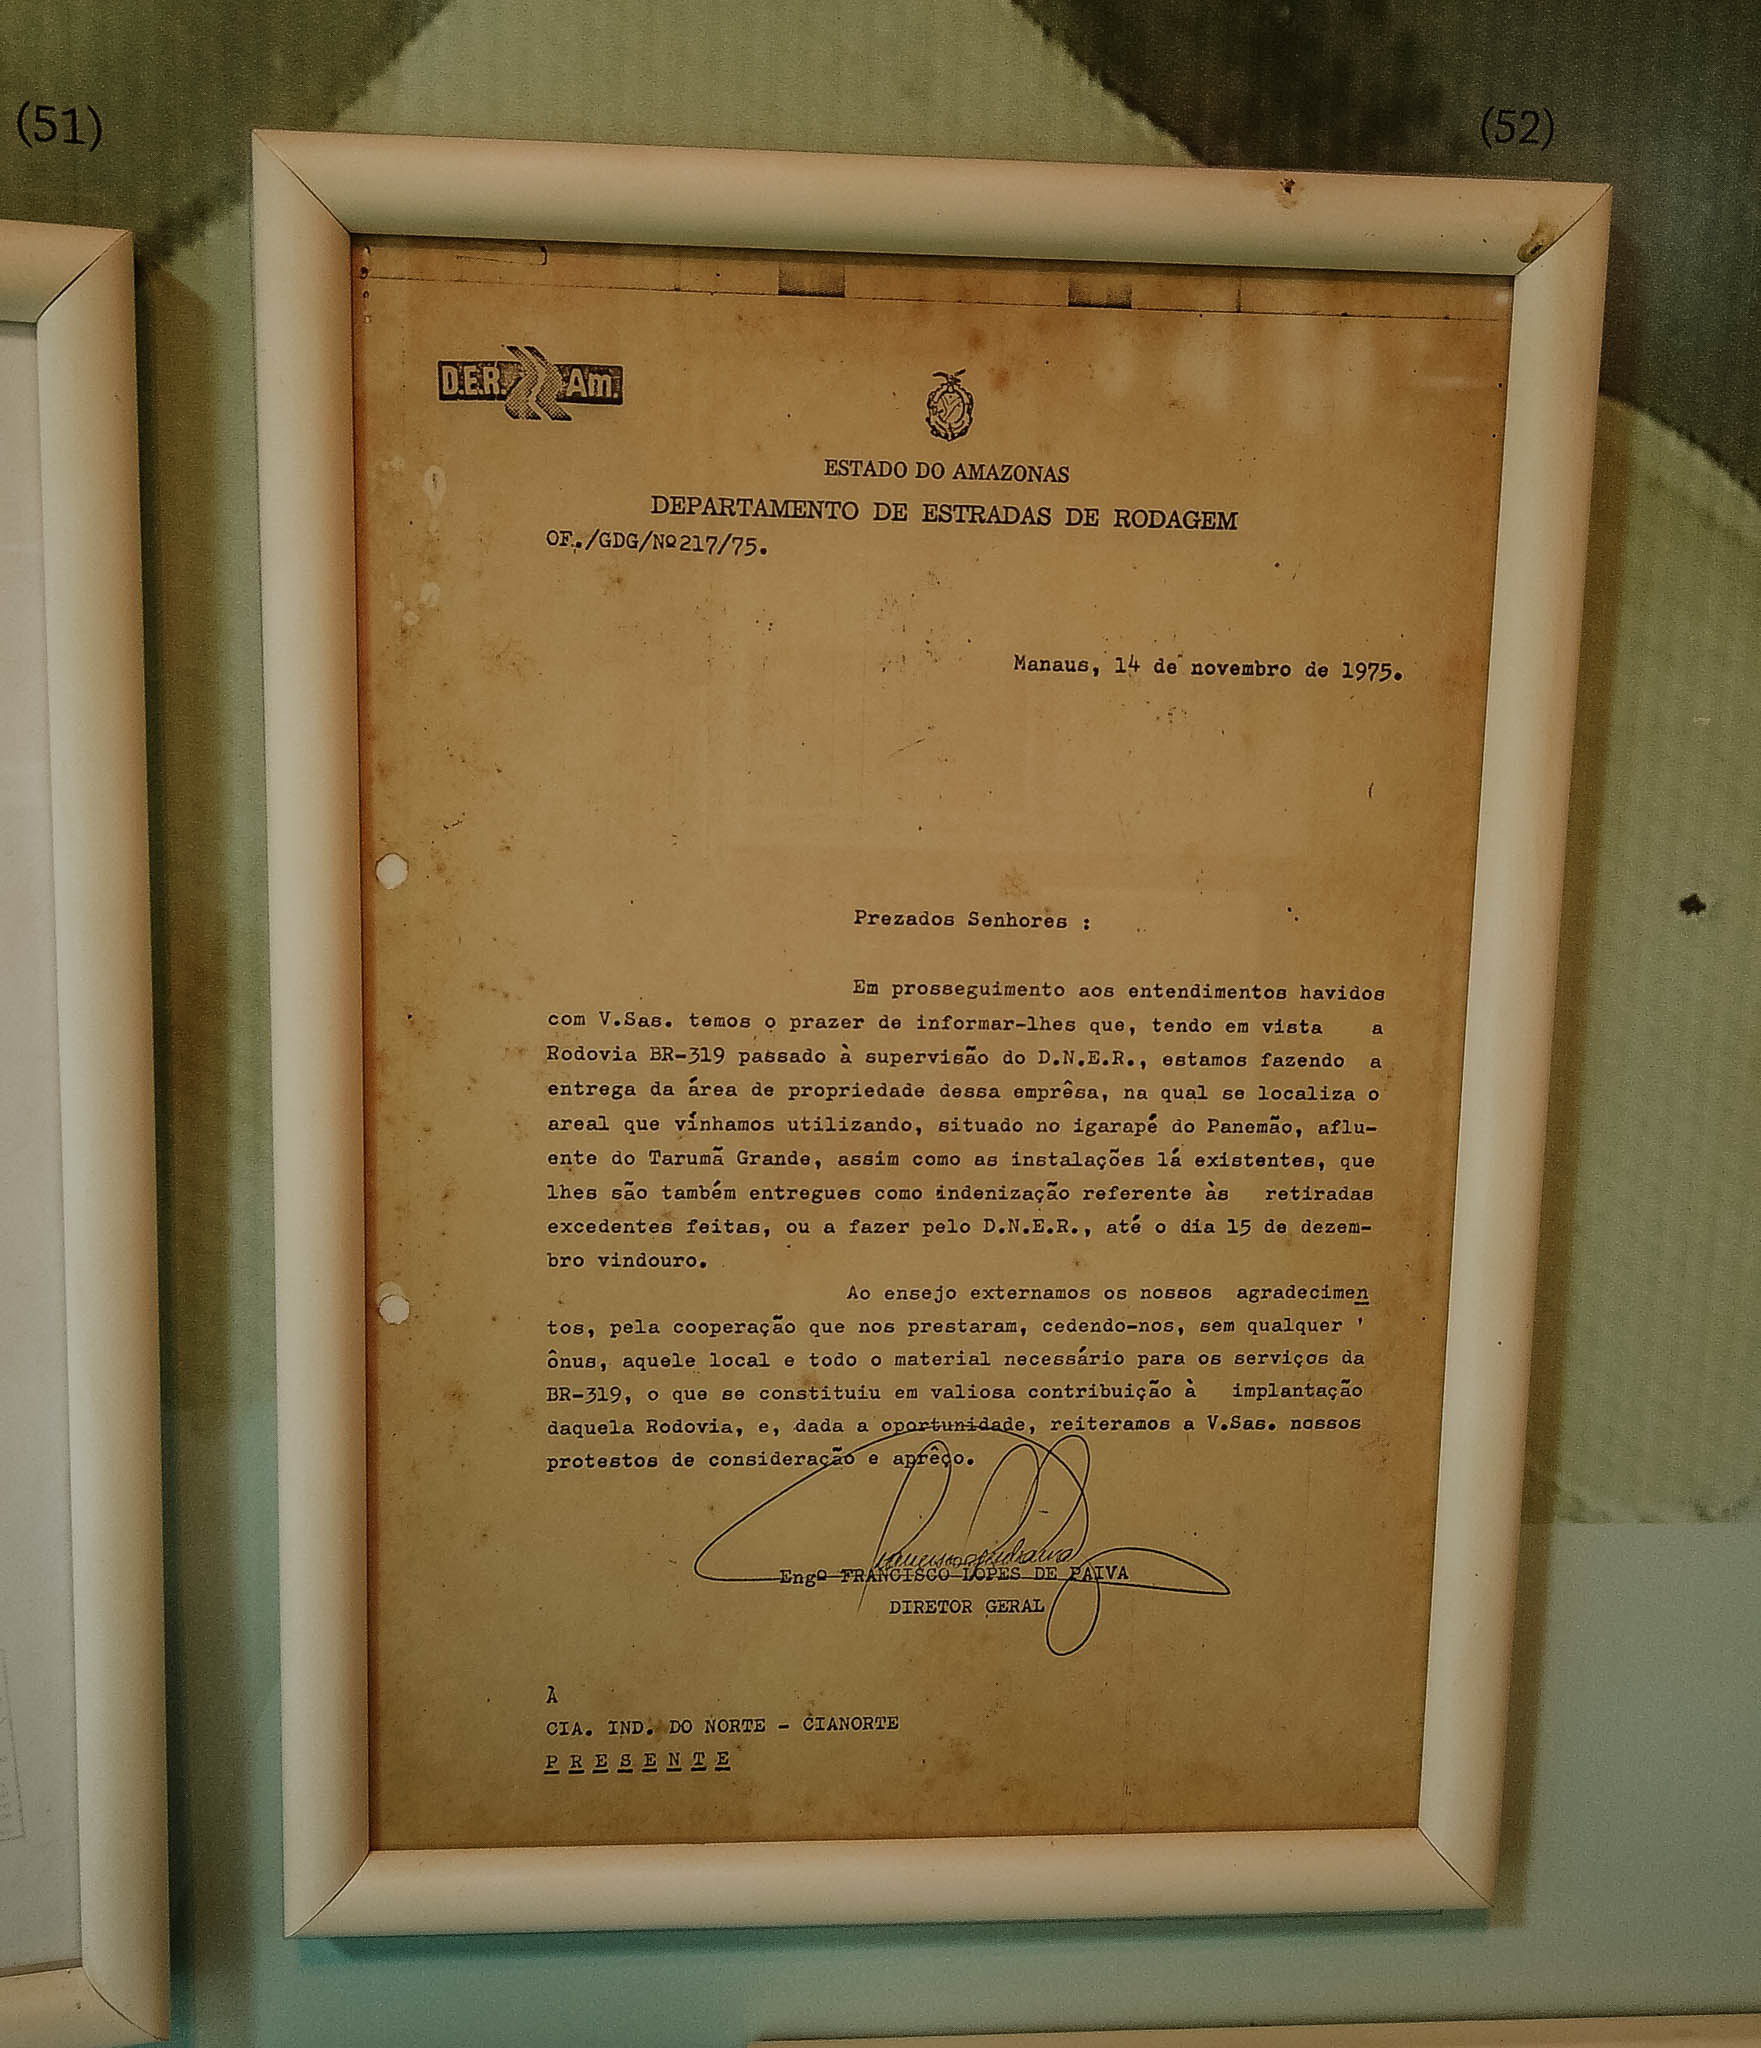 (51)
(52)
D.E.R. Am.
ESTADO DO AMAZONAS
DEPARTAMENTO DE ESTRADAS DE RODAGEM
OF./GDG/Nº217/75.
Manaus, 14 de novembro de 1975.
Prezados Senhores :
Em prosseguimento aos entendimentos havidos
com V.Sas. temos o prazer de informar-lhes que, tendo em vista a
Rodovia BR-319 passado à supervisão do D.N.E.R., estamos fazendo a
entrega da área de propriedade dessa emprêsa, na qual se localiza o
areal que vínhamos utilizando, situado no igarapé do Panemão, aflu-
ente do Tarumã Grande, assim como as instalações lá existentes, que
lhes são também entregues como indenização referente às retiradas
excedentes feitas, ou a fazer pelo D.N.E.R., até o dia 15 de dezem-
bro vindouro.
Ao ensejo externamos os nossos agradecimen
tos, pela cooperação que nos prestaram, cedendo-nos, sem qualquer '
ônus, aquele local e todo o material necessário para os serviços da
BR-319, o que se constituiu em valiosa contribuição à implantação
daquela Rodovia, e, dada a oportunidade, reiteramos a V.Sas. nossos
protestos de consideração e aprêço.
Engº FRANCISCO LOPES DE PAIVA
DIRETOR GERAL
À
CIA. IND. DO NORTE - CIANORTE
P R E S E N T E